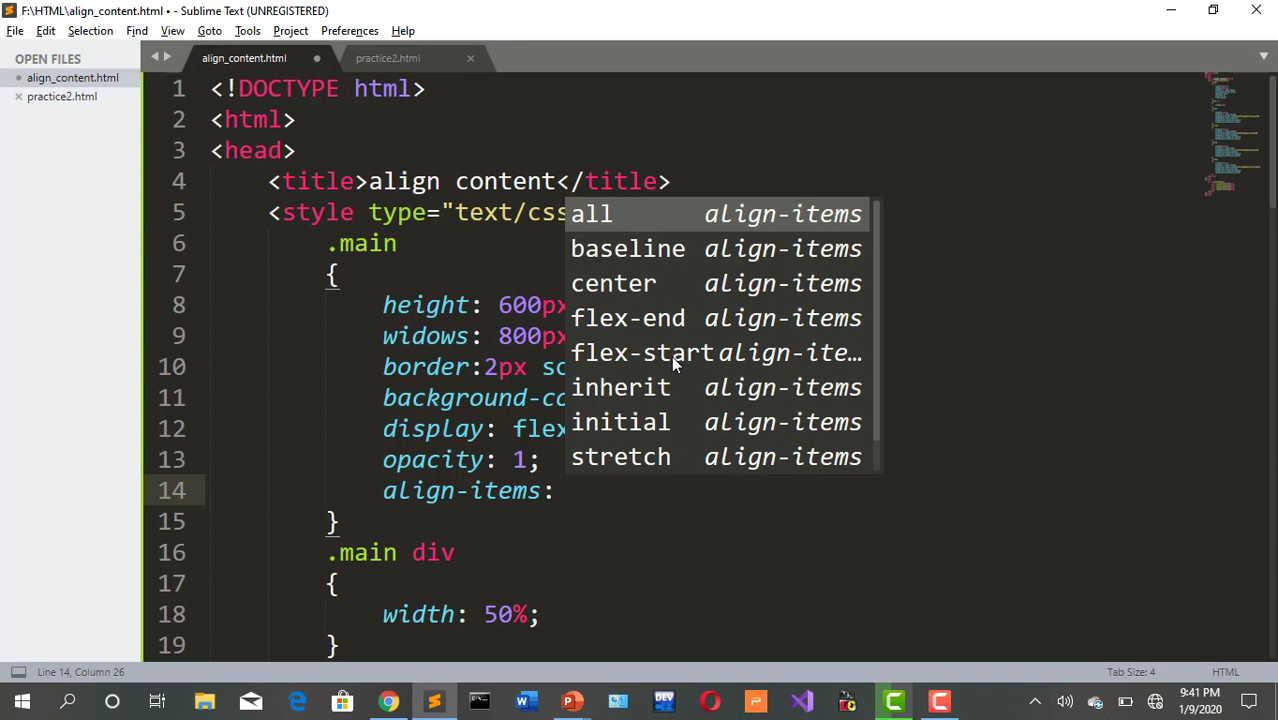 F:\HTML\align_content.html • - Sublime Text (UNREGISTERED)
File Edit Selection Find View Goto Tools Project Preferences Help
OPEN FILES
align_content.html
practice2.html
align_content.html practice2.html
1 <!DOCTYPE html>
2 <html>
3 <head>
4 <title>align content</title>
5 <style type="text/css
6 .main
7 {
8 height: 600px
9 widows: 800px
10 border:2px so
11 background-co
12 display: flex
13 opacity: 1;
14 align-items:
15 }
16 .main div
17 {
18 width: 50%;
19 }
all align-items
baseline align-items
center align-items
flex-end align-items
flex-start align-ite…
inherit align-items
initial align-items
stretch align-items
Line 14, Column 26 Tab Size: 4 HTML
9:41 PM
1/9/2020